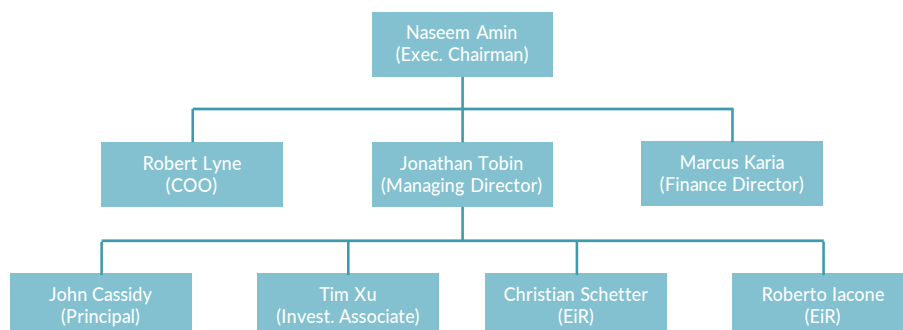 Naseem Amin
(Exec. Chairman)
Robert Lyne
(COO)
Jonathan Tobin
(Managing Director)
Marcus Karia
(Finance Director)
John Cassidy
(Principal)
Tim Xu
(Invest. Associate)
Christian Schetter
(EiR)
Roberto Iacone
(EiR)